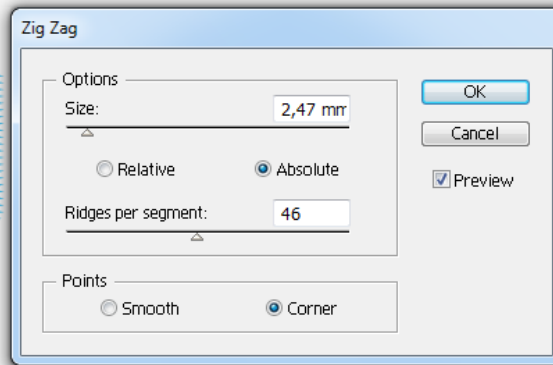 Zig Zag
Options
Size: 2,47 mm
Relative Absolute
Ridges per segment: 46
Points
Smooth Corner
OK
Cancel
Preview